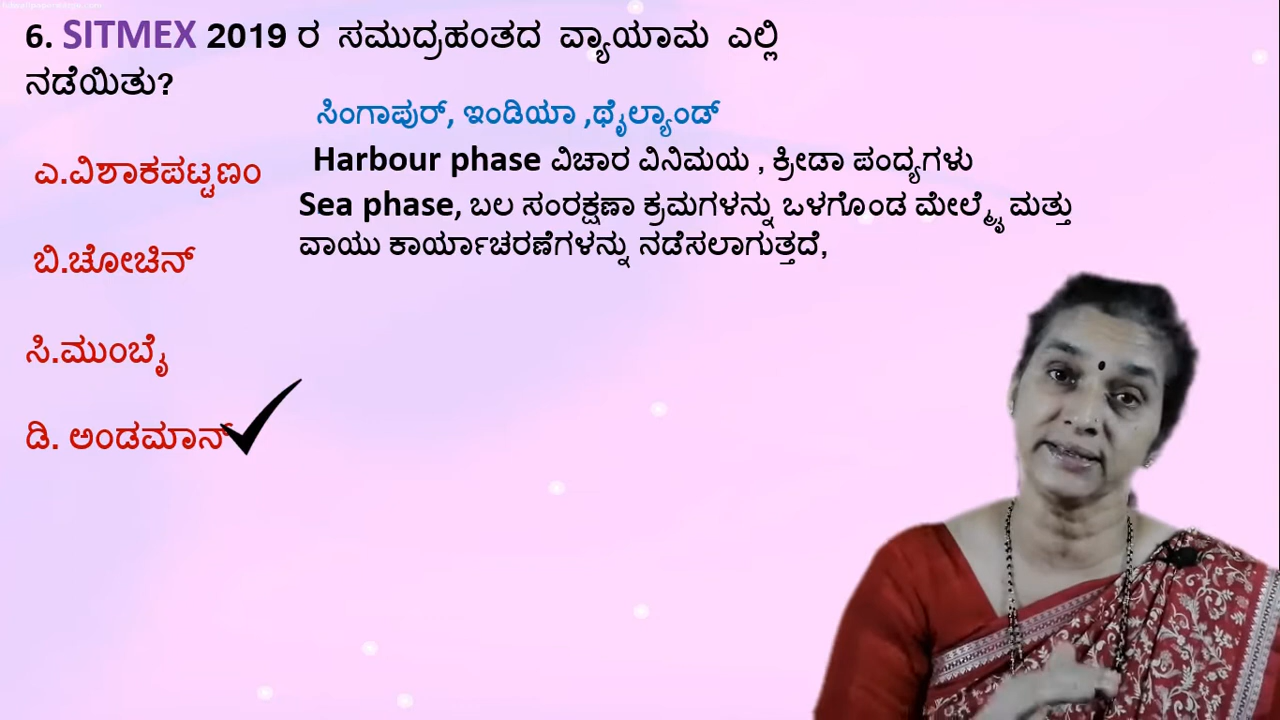 6. SITMEX 2019 ರ ಸಮುದ್ರಹಂತದ ವ್ಯಾಯಾಮ ಎಲ್ಲಿ
ನಡೆಯಿತು?
ಸಿಂಗಾಪುರ್, ಇಂಡಿಯಾ ,ಥೈಲ್ಯಾಂಡ್
Harbour phase ವಿಚಾರ ವಿನಿಮಯ , ಕ್ರೀಡಾ ಪಂದ್ಯಗಳು
ಎ.ವಿಶಾಕಪಟ್ಟಣಂ
Sea phase, ಬಲ ಸಂರಕ್ಷಣಾ ಕ್ರಮಗಳನ್ನು ಒಳಗೊಂಡ ಮೇಲ್ಮೈ ಮತ್ತು
ವಾಯು ಕಾರ್ಯಾಚರಣೆಗಳನ್ನು ನಡೆಸಲಾಗುತ್ತದೆ,
ಬಿ.ಚೋಚಿನ್
ಸಿ.ಮುಂಬೈ
ಡಿ. ಅಂಡಮಾನ್